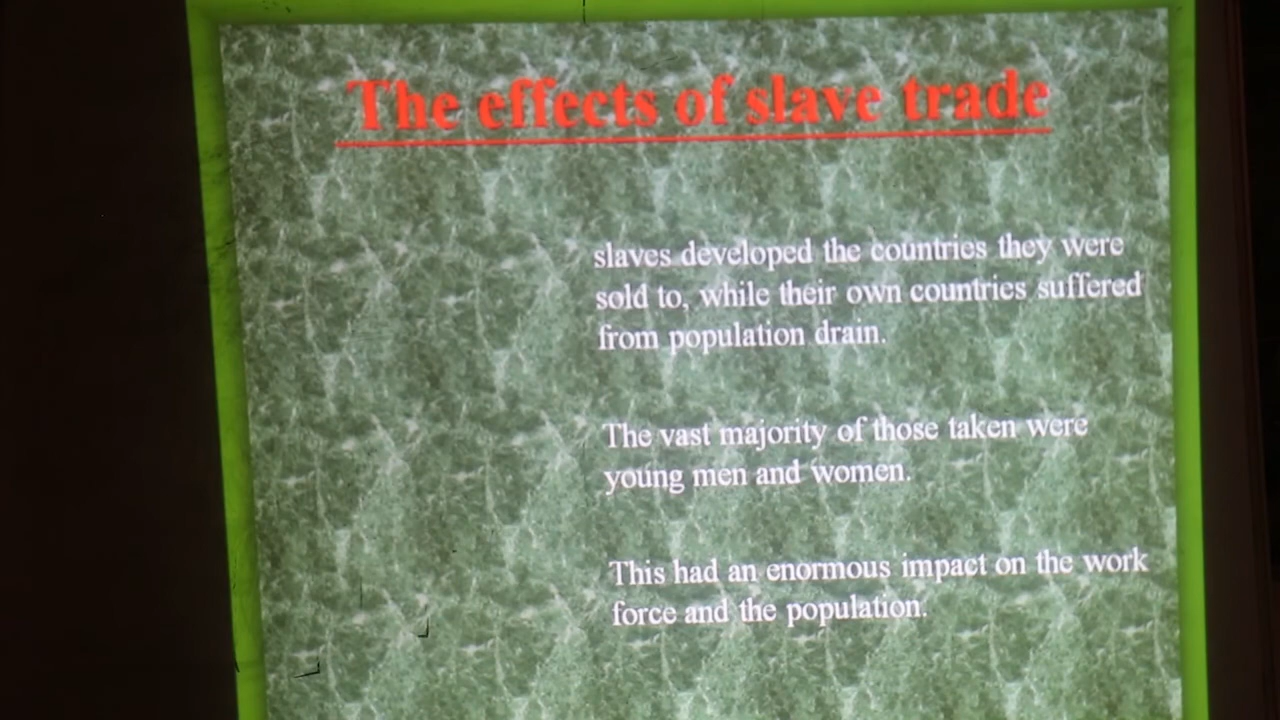 The effects of slave trade
slaves developed the countries they were
sold to, while their own countries suffered
from population drain.
The vast majority of those taken were
young men and women.
This had an enormous impact on the work
force and the population.